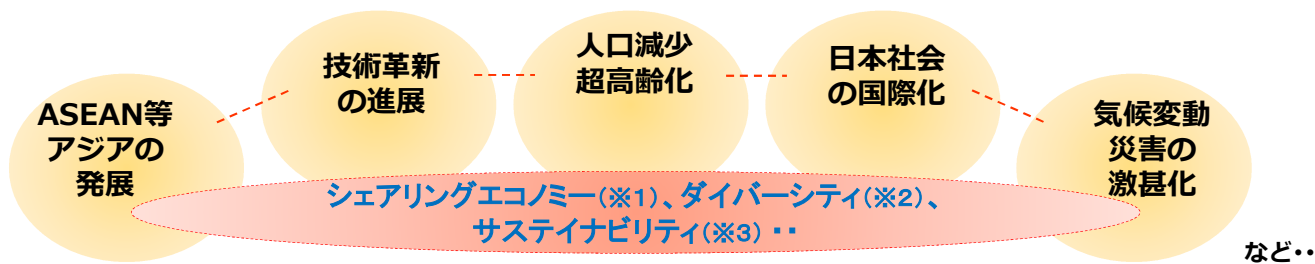 ASEAN等
アジアの
発展
技術革新
の進展
人口減少
超高齢化
日本社会
の国際化
気候変動
災害の
激甚化
シェアリングエコノミー(※1)、ダイバーシティ(※2)、
サステイナビリティ(※3) ・・
など・・